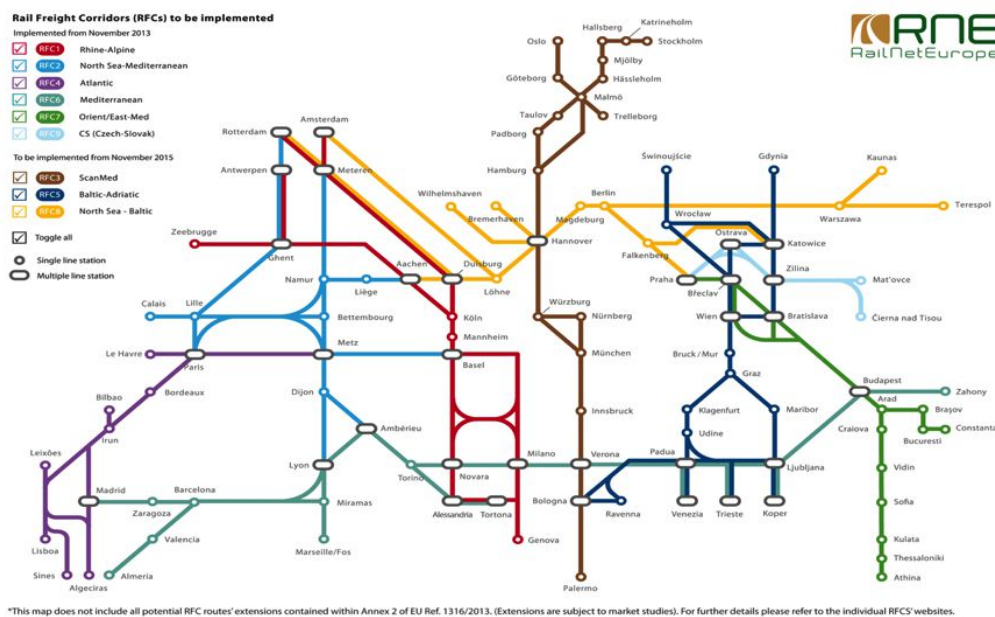 Rail Freight Corridors (RFCs) to be implemented
Implemented from November 2013
RFC1 Rhine-Alpine
RFC2 North Sea-Mediterranean
RFC4 Atlantic
RFC6 Mediterranean
RFC7 Orient/East-Med
RFC9 CS (Czech-Slovak)
To be implemented from November 2015
RFC3 ScanMed
RFC5 Baltic-Adriatic
RFC8 North Sea - Baltic
Toggle all
Single line station
Multiple line station
RNE
RailNetEurope
Katrineholm
Hallsberg
Oslo
Stockholm
Mjölby
Göteborg
Hässleholm
Malmö
Taulov
Trelleborg
Padborg
Rotterdam
Amsterdam
Antwerpen
Meteren
Hamburg
Świnoujście
Gdynia
Kaunas
Wilhelmshaven
Bremerhaven
Magdeburg
Berlin
Warszawa
Terespol
Wrocław
Zeebrugge
Ghent
Hannover
Ostrava
Katowice
Falkenberg
Aachen
Duisburg
Namur
Liège
Löhne
Praha
Břeclav
Zilina
Mat'ovce
Calais
Lille
Bettembourg
Köln
Würzburg
Nürnberg
Wien
Bratislava
Čierna nad Tisou
Mannheim
Le Havre
Paris
Metz
Basel
München
Bruck / Mur
Graz
Budapest
Zahony
Bordeaux
Dijon
Bilbao
Irun
Ambérieu
Innsbruck
Klagenfurt
Maribor
Arad
Braşov
Craiova
Bucuresti
Constanta
Udine
Leixões
Lyon
Torino
Novara
Milano
Verona
Padua
Ljubljana
Vidin
Madrid
Zaragoza
Barcelona
Miramas
Alessandria
Tortona
Bologna
Ravenna
Venezia
Trieste
Koper
Sofia
Lisboa
Valencia
Marseille/Fos
Genova
Kulata
Thessaloniki
Sines
Algeciras
Almeria
Palermo
Athina
*This map does not include all potential RFC routes' extensions contained within Annex 2 of EU Ref. 1316/2013. (Extensions are subject to market studies). For further details please refer to the individual RFCS' websites.